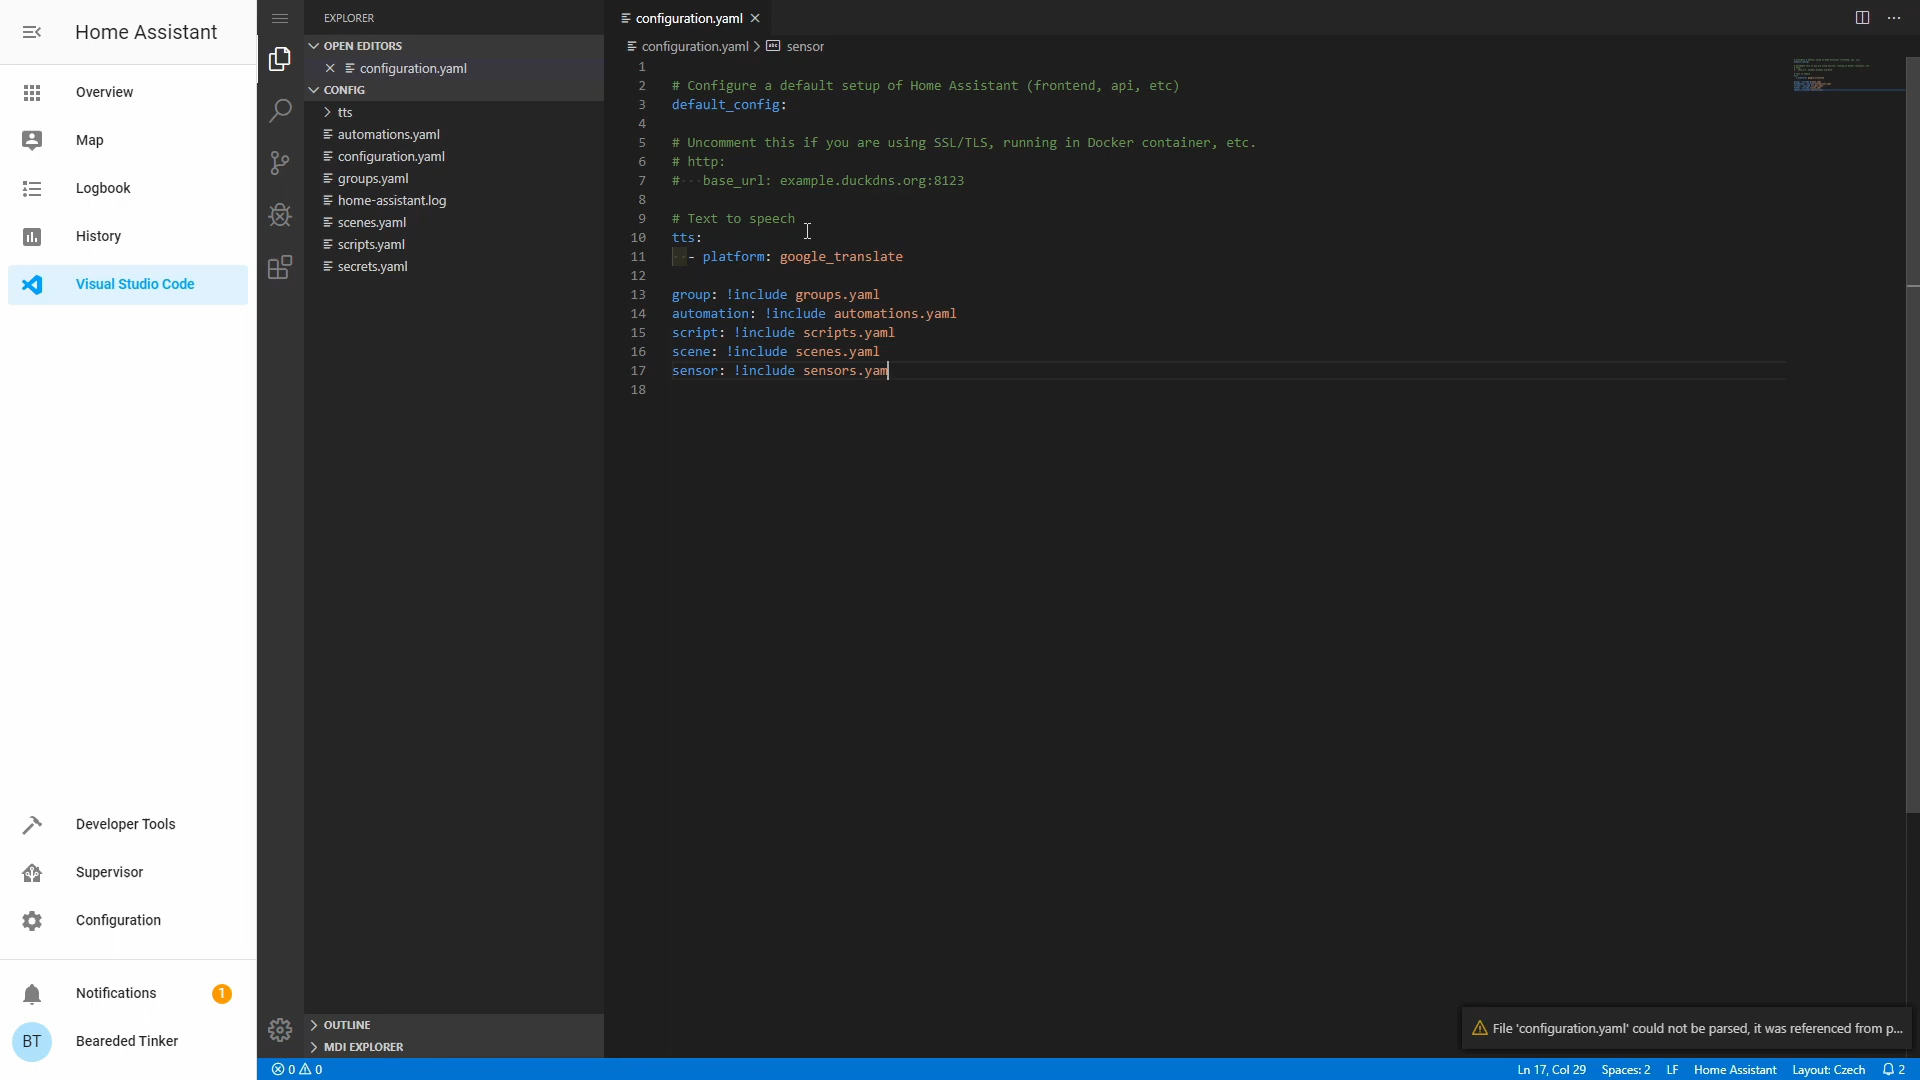 Home Assistant
Overview
Map
Logbook
History
Visual Studio Code
Developer Tools
Supervisor
Configuration
Notifications 1
BT Beareded Tinker
EXPLORER
OPEN EDITORS
configuration.yaml
CONFIG
tts
automations.yaml
configuration.yaml
groups.yaml
home-assistant.log
scenes.yaml
scripts.yaml
secrets.yaml
OUTLINE
MDI EXPLORER
configuration.yaml
configuration.yaml > sensor
1
2 # Configure a default setup of Home Assistant (frontend, api, etc)
3 default_config:
4
5 # Uncomment this if you are using SSL/TLS, running in Docker container, etc.
6 # http:
7 #   base_url: example.duckdns.org:8123
8
9 # Text to speech
10 tts:
11   - platform: google_translate
12
13 group: !include groups.yaml
14 automation: !include automations.yaml
15 script: !include scripts.yaml
16 scene: !include scenes.yaml
17 sensor: !include sensors.yam
18
File 'configuration.yaml' could not be parsed, it was referenced from p...
0 0
Ln 17, Col 29 Spaces: 2 LF Home Assistant Layout: Czech 2